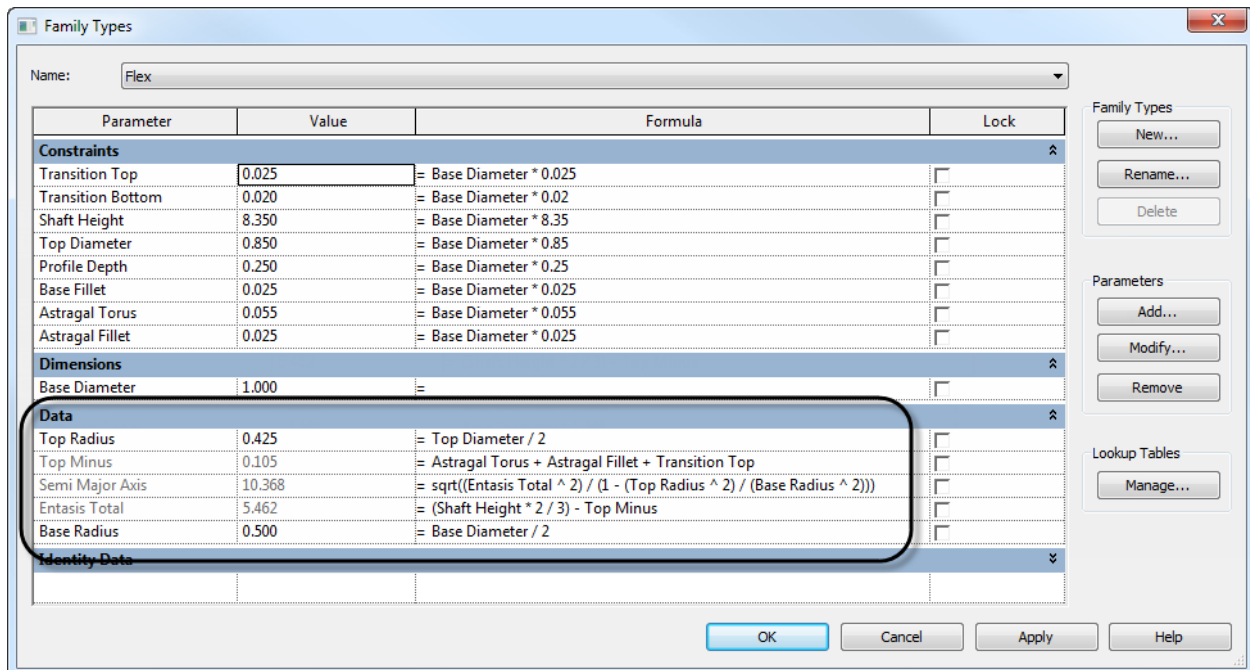 Family Types
Name: Flex
Parameter Value Formula Lock
Constraints
Transition Top 0.025 = Base Diameter * 0.025
Transition Bottom 0.020 = Base Diameter * 0.02
Shaft Height 8.350 = Base Diameter * 8.35
Top Diameter 0.850 = Base Diameter * 0.85
Profile Depth 0.250 = Base Diameter * 0.25
Base Fillet 0.025 = Base Diameter * 0.025
Astragal Torus 0.055 = Base Diameter * 0.055
Astragal Fillet 0.025 = Base Diameter * 0.025
Dimensions
Base Diameter 1.000 =
Data
Top Radius 0.425 = Top Diameter / 2
Top Minus 0.105 = Astragal Torus + Astragal Fillet + Transition Top
Semi Major Axis 10.368 = sqrt((Entasis Total ^ 2) / (1 - (Top Radius ^ 2) / (Base Radius ^ 2)))
Entasis Total 5.462 = (Shaft Height * 2 / 3) - Top Minus
Base Radius 0.500 = Base Diameter / 2
Identity Data
Family Types
New...
Rename...
Delete
Parameters
Add...
Modify...
Remove
Lookup Tables
Manage...
OK Cancel Apply Help